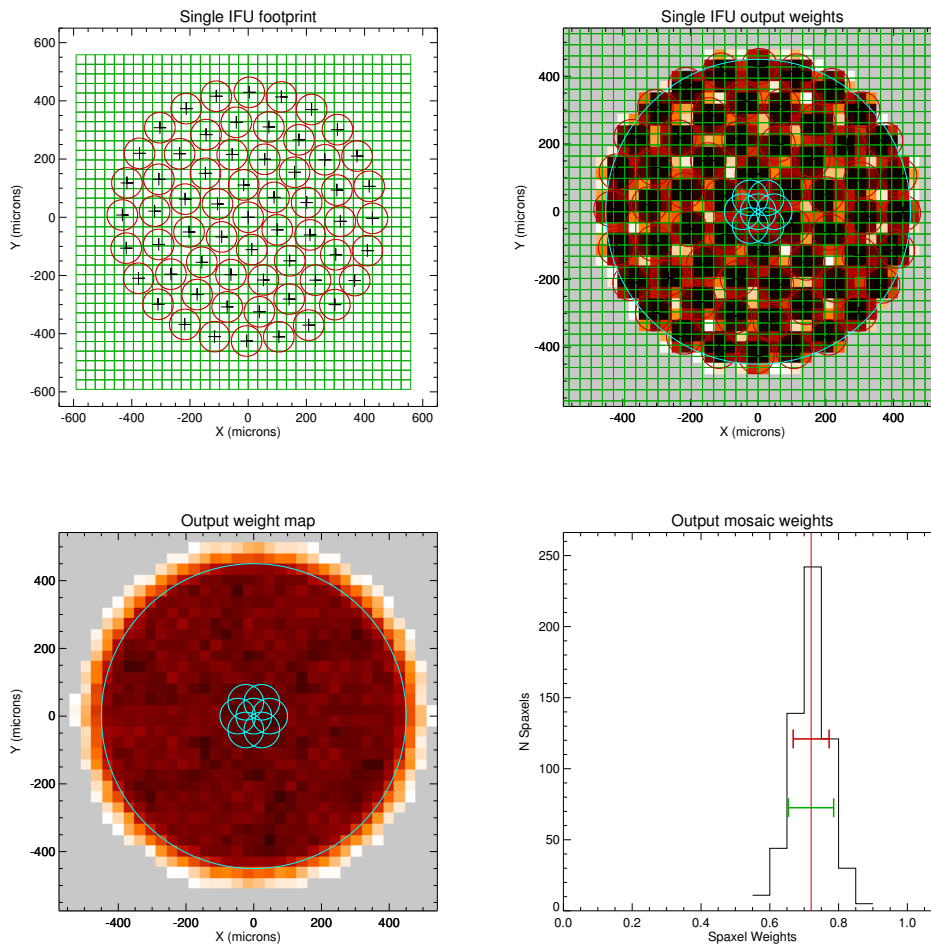 Single IFU footprint
Y (microns)
600
400
200
0
-200
-400
-600
-600 -400 -200 0 200 400 600
X (microns)
Single IFU output weights
Y (microns)
400
200
0
-200
-400
-400 -200 0 200 400
X (microns)
Output weight map
Y (microns)
400
200
0
-200
-400
-400 -200 0 200 400
X (microns)
Output mosaic weights
N Spaxels
250
200
150
100
50
0
0.0 0.2 0.4 0.6 0.8 1.0
Spaxel Weights